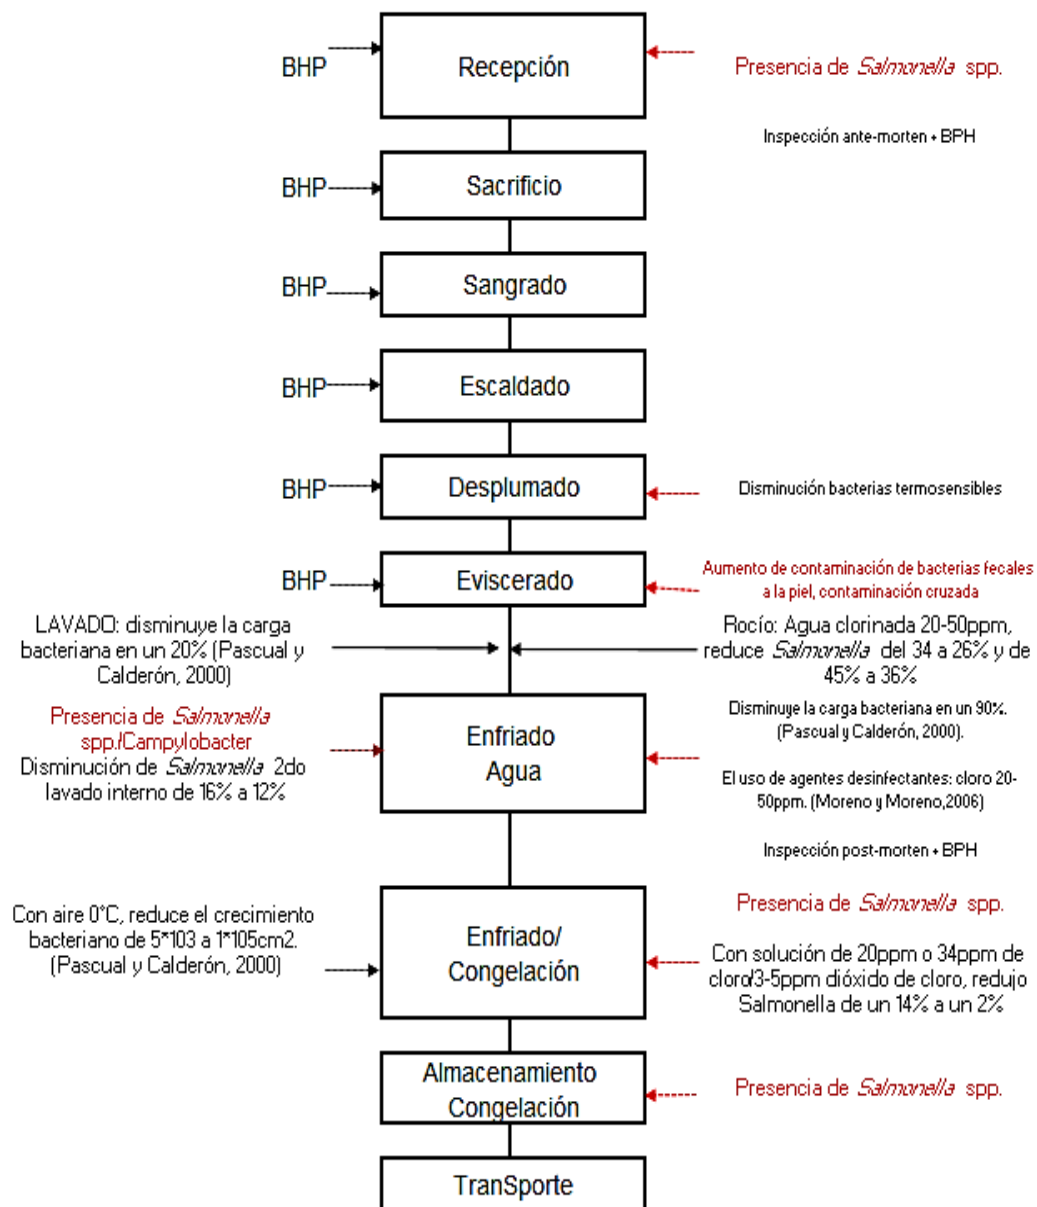 BHP
Recepción
Presencia de Salmonella spp.
Inspección ante-morten + BPH
BHP
Sacrificio
BHP
Sangrado
BHP
Escaldado
BHP
Desplumado
Disminución bacterias termosensibles
BHP
Eviscerado
Aumento de contaminación de bacterias fecales
a la piel, contaminación cruzada
LAVADO: disminuye la carga
bacteriana en un 20% (Pascual y
Calderón, 2000)
Rocío: Agua clorinada 20-50ppm,
reduce Salmonella del 34 a 26% y de
45% a 36%
Presencia de Salmonella
spp./Campylobacter
Disminución de Salmonella 2do
lavado interno de 16% a 12%
Enfriado
Agua
Disminuye la carga bacteriana en un 90%.
(Pascual y Calderón, 2000).
El uso de agentes desinfectantes: cloro 20-
50ppm. (Moreno y Moreno,2006)
Inspección post-morten + BPH
Con aire 0°C, reduce el crecimiento
bacteriano de 5*103 a 1*105cm2.
(Pascual y Calderón, 2000)
Enfriado/
Congelación
Presencia de Salmonella spp.
Con solución de 20ppm o 34ppm de
cloro/3-5ppm dióxido de cloro, redujo
Salmonella de un 14% a un 2%
Almacenamiento
Congelación
Presencia de Salmonella spp.
TranSporte